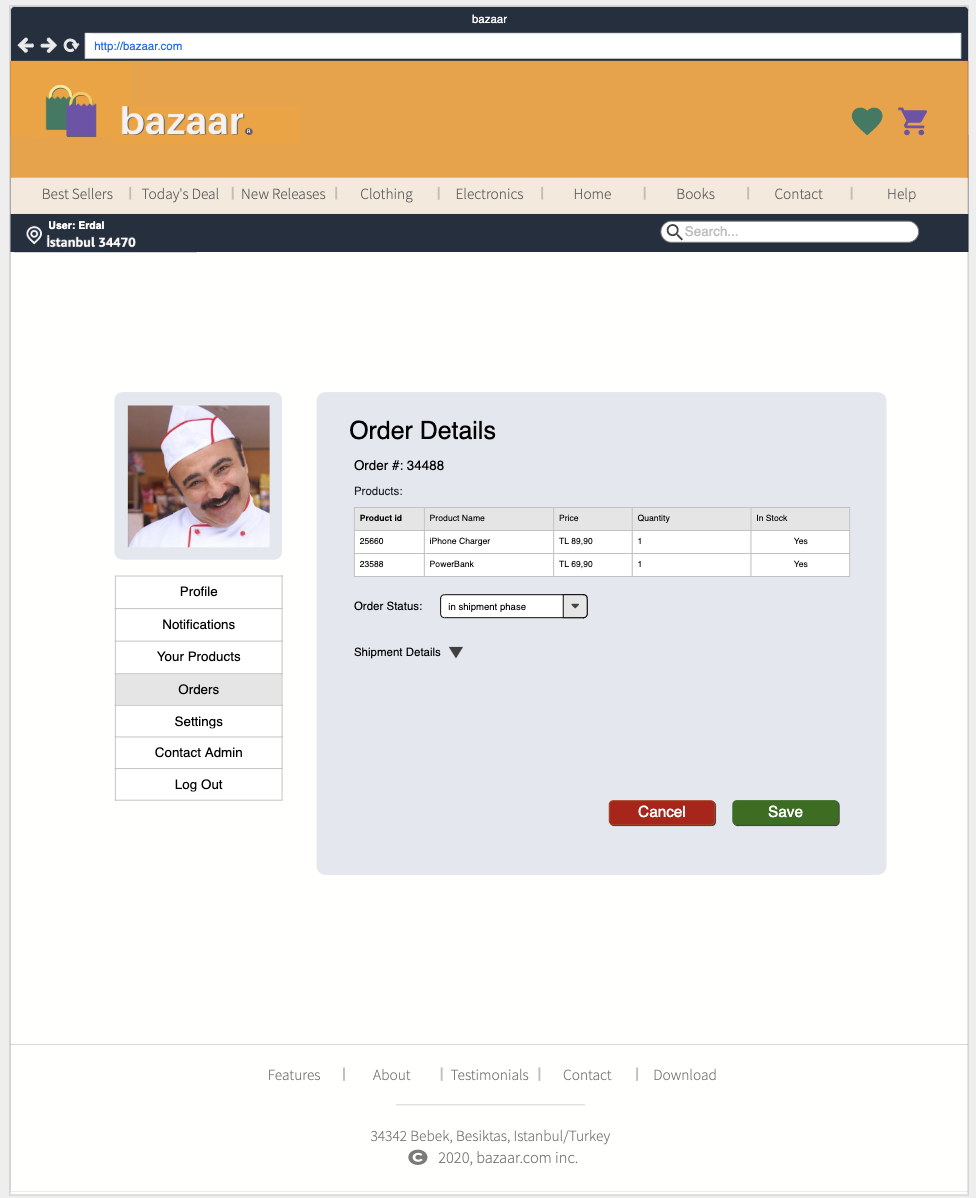 bazaar
http://bazaar.com
bazaar.
Best Sellers | Today's Deal | New Releases | Clothing | Electronics | Home | Books | Contact | Help
User: Erdal
İstanbul 34470
Search...
Order Details
Order #: 34488
Products:
Product id Product Name Price Quantity In Stock
25660 iPhone Charger TL 89,90 1 Yes
23588 PowerBank TL 69,90 1 Yes
Order Status: in shipment phase
Shipment Details
Profile
Notifications
Your Products
Orders
Settings
Contact Admin
Log Out
Cancel Save
Features | About | Testimonials | Contact | Download
34342 Bebek, Besiktas, Istanbul/Turkey
© 2020, bazaar.com inc.